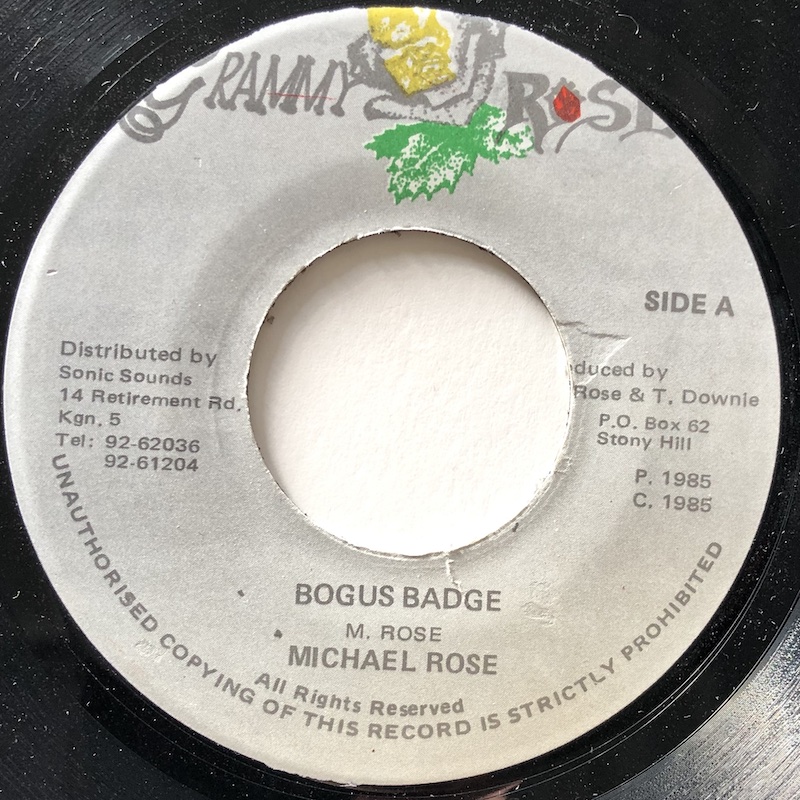 GRAMMY ROSE
SIDE A
Distributed by
Sonic Sounds
14 Retirement Rd.
Kgn. 5
Tel: 92-62036
92-61204
duced by
Rose & T. Downie
P.O. Box 62
Stony Hill
P. 1985
C. 1985
BOGUS BADGE
M. ROSE
MICHAEL ROSE
All Rights Reserved
UNAUTHORISED COPYING OF THIS RECORD IS STRICTLY PROHIBITED